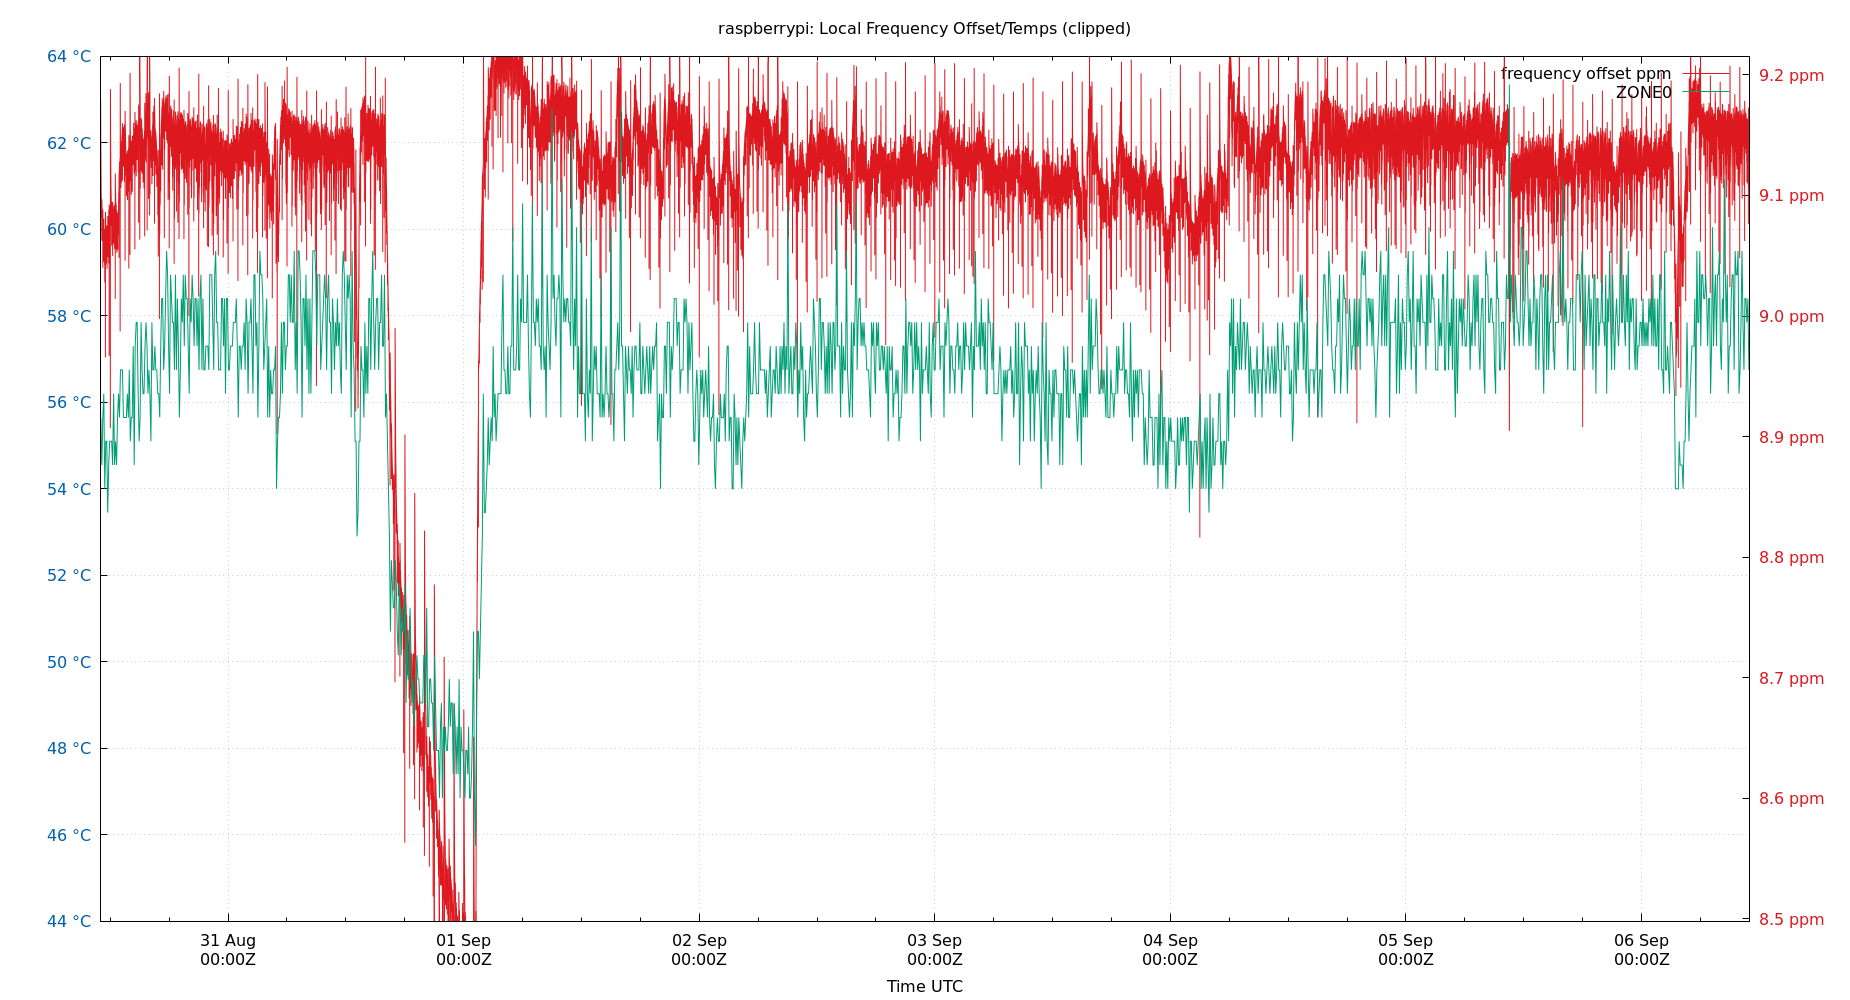 raspberrypi: Local Frequency Offset/Temps (clipped)
64 °C
62 °C
60 °C
58 °C
56 °C
54 °C
52 °C
50 °C
48 °C
46 °C
44 °C
frequency offset ppm
ZONE0
9.2 ppm
9.1 ppm
9.0 ppm
8.9 ppm
8.8 ppm
8.7 ppm
8.6 ppm
8.5 ppm
31 Aug
00:00Z
01 Sep
00:00Z
02 Sep
00:00Z
03 Sep
00:00Z
04 Sep
00:00Z
05 Sep
00:00Z
06 Sep
00:00Z
Time UTC